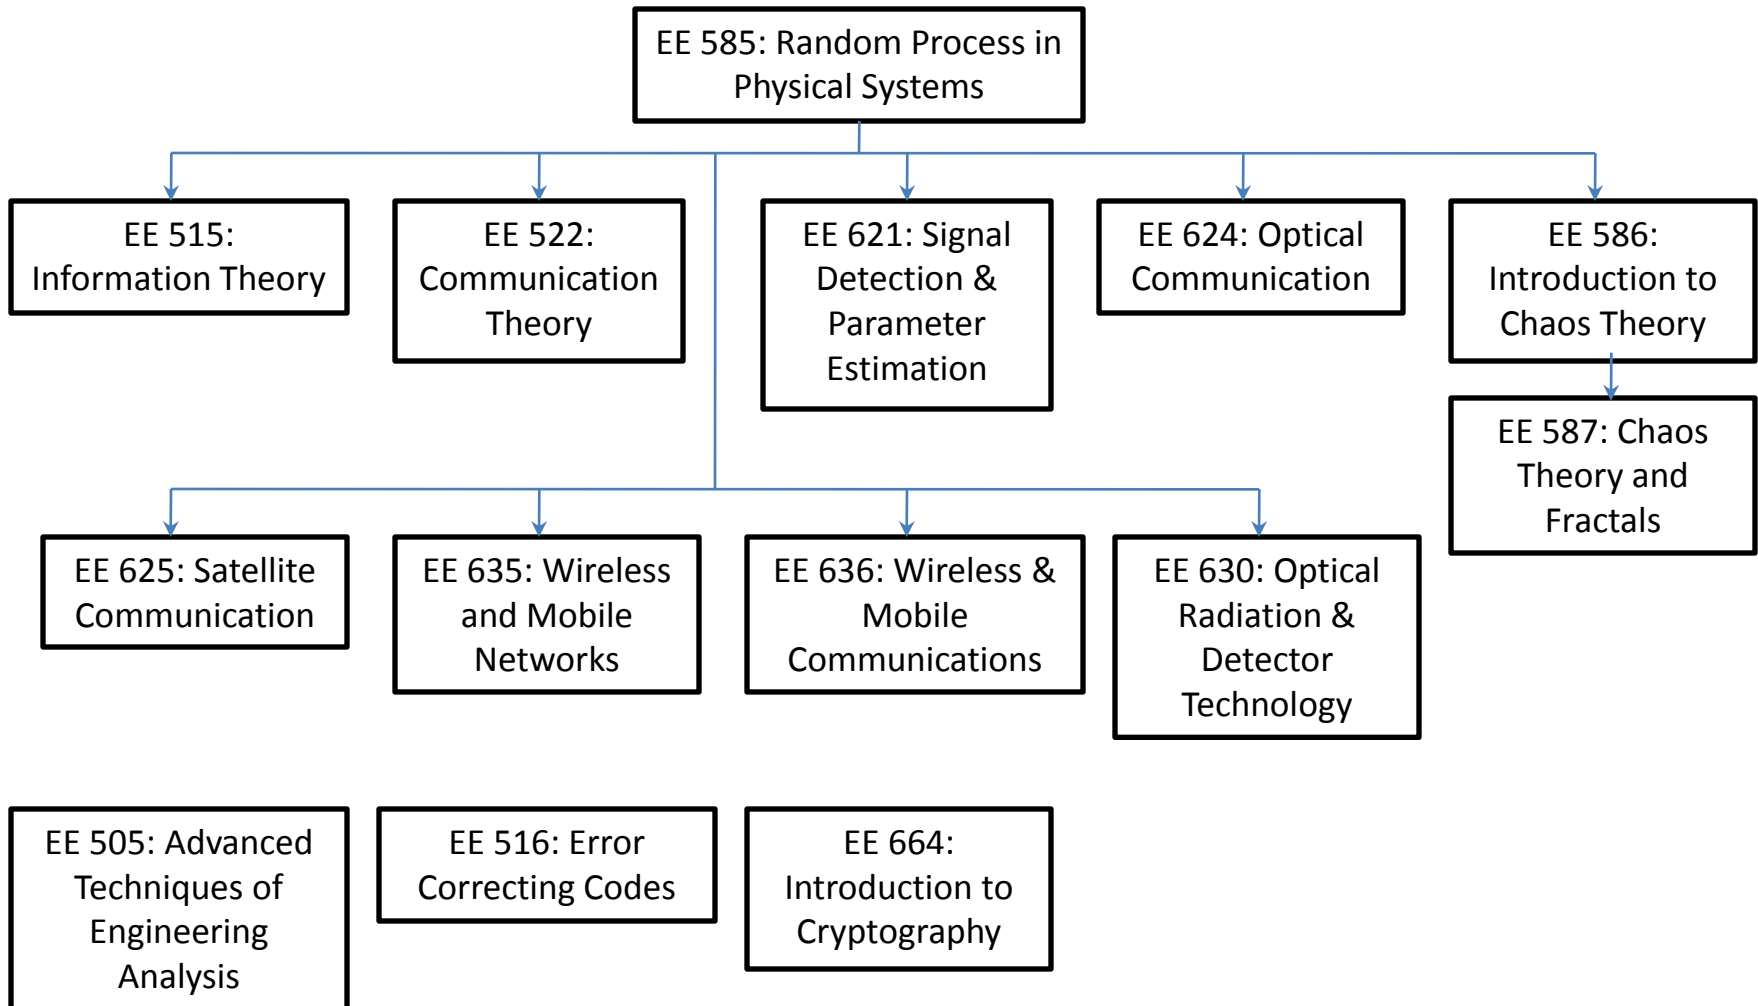 EE 585: Random Process in
Physical Systems
EE 515:
Information Theory
EE 522:
Communication
Theory
EE 621: Signal
Detection &
Parameter
Estimation
EE 624: Optical
Communication
EE 586:
Introduction to
Chaos Theory
EE 587: Chaos
Theory and
Fractals
EE 625: Satellite
Communication
EE 635: Wireless
and Mobile
Networks
EE 636: Wireless &
Mobile
Communications
EE 630: Optical
Radiation &
Detector
Technology
EE 505: Advanced
Techniques of
Engineering
Analysis
EE 516: Error
Correcting Codes
EE 664:
Introduction to
Cryptography